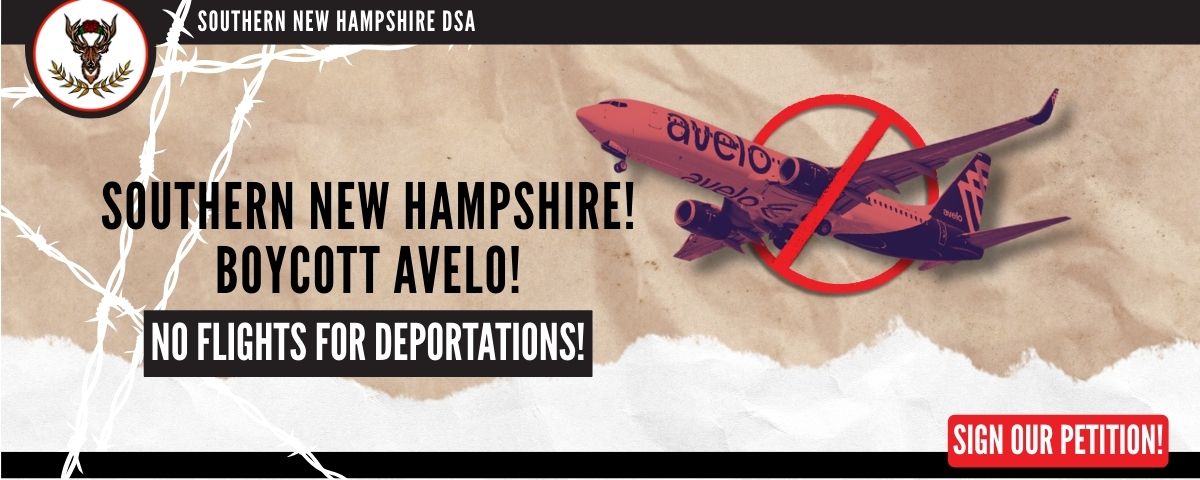 SOUTHERN NEW HAMPSHIRE DSA
SOUTHERN NEW HAMPSHIRE!
BOYCOTT AVELO!
NO FLIGHTS FOR DEPORTATIONS!
avelo
avelo
avelo
SIGN OUR PETITION!